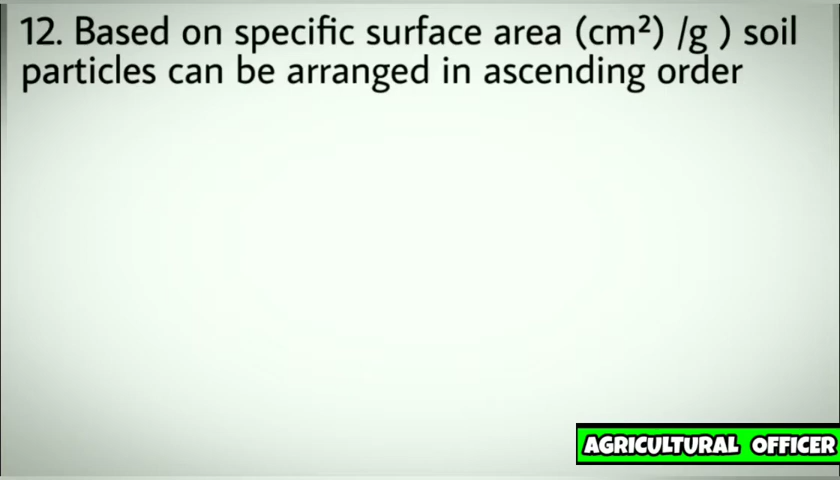 12. Based on specific surface area (cm²) /g ) soil
particles can be arranged in ascending order
AGRICULTURAL OFFICER